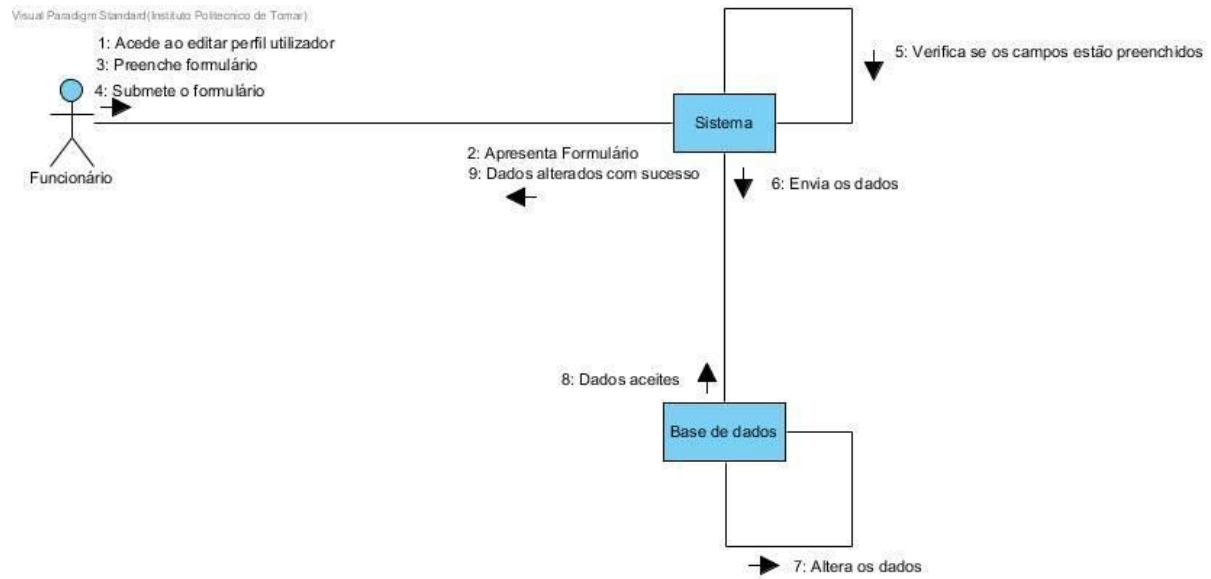 Visual Paradigm Standard(Instituto Politecnico de Tomar)
1: Acede ao editar perfil utilizador
3: Preenche formulário
4: Submete o formulário
Funcionário
Sistema
5: Verifica se os campos estão preenchidos
2: Apresenta Formulário
9: Dados alterados com sucesso
6: Envia os dados
8: Dados aceites
Base de dados
7: Altera os dados